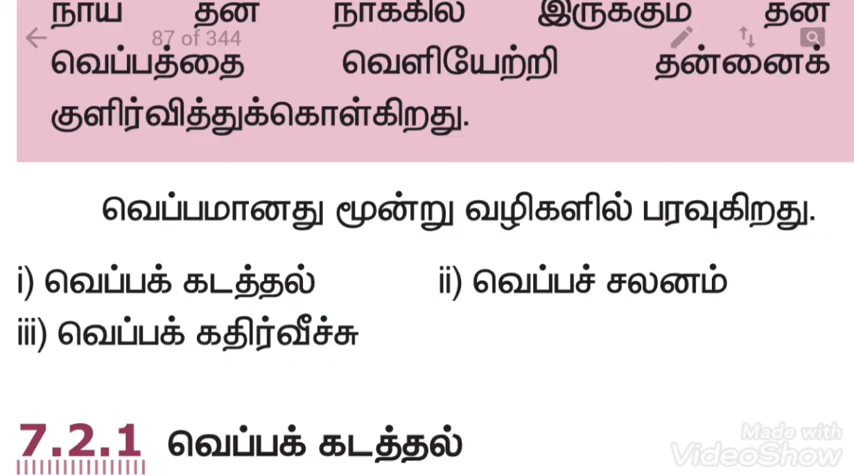 நாய் தன் நாக்கில் இருக்கும் தன்
87 of 344
வெப்பத்தை வெளியேற்றி தன்னைக்
குளிர்வித்துக்கொள்கிறது.
வெப்பமானது மூன்று வழிகளில் பரவுகிறது.
i) வெப்பக் கடத்தல் ii) வெப்பச் சலனம்
iii) வெப்பக் கதிர்வீச்சு
7.2.1 வெப்பக் கடத்தல்
Made with
VideoShow